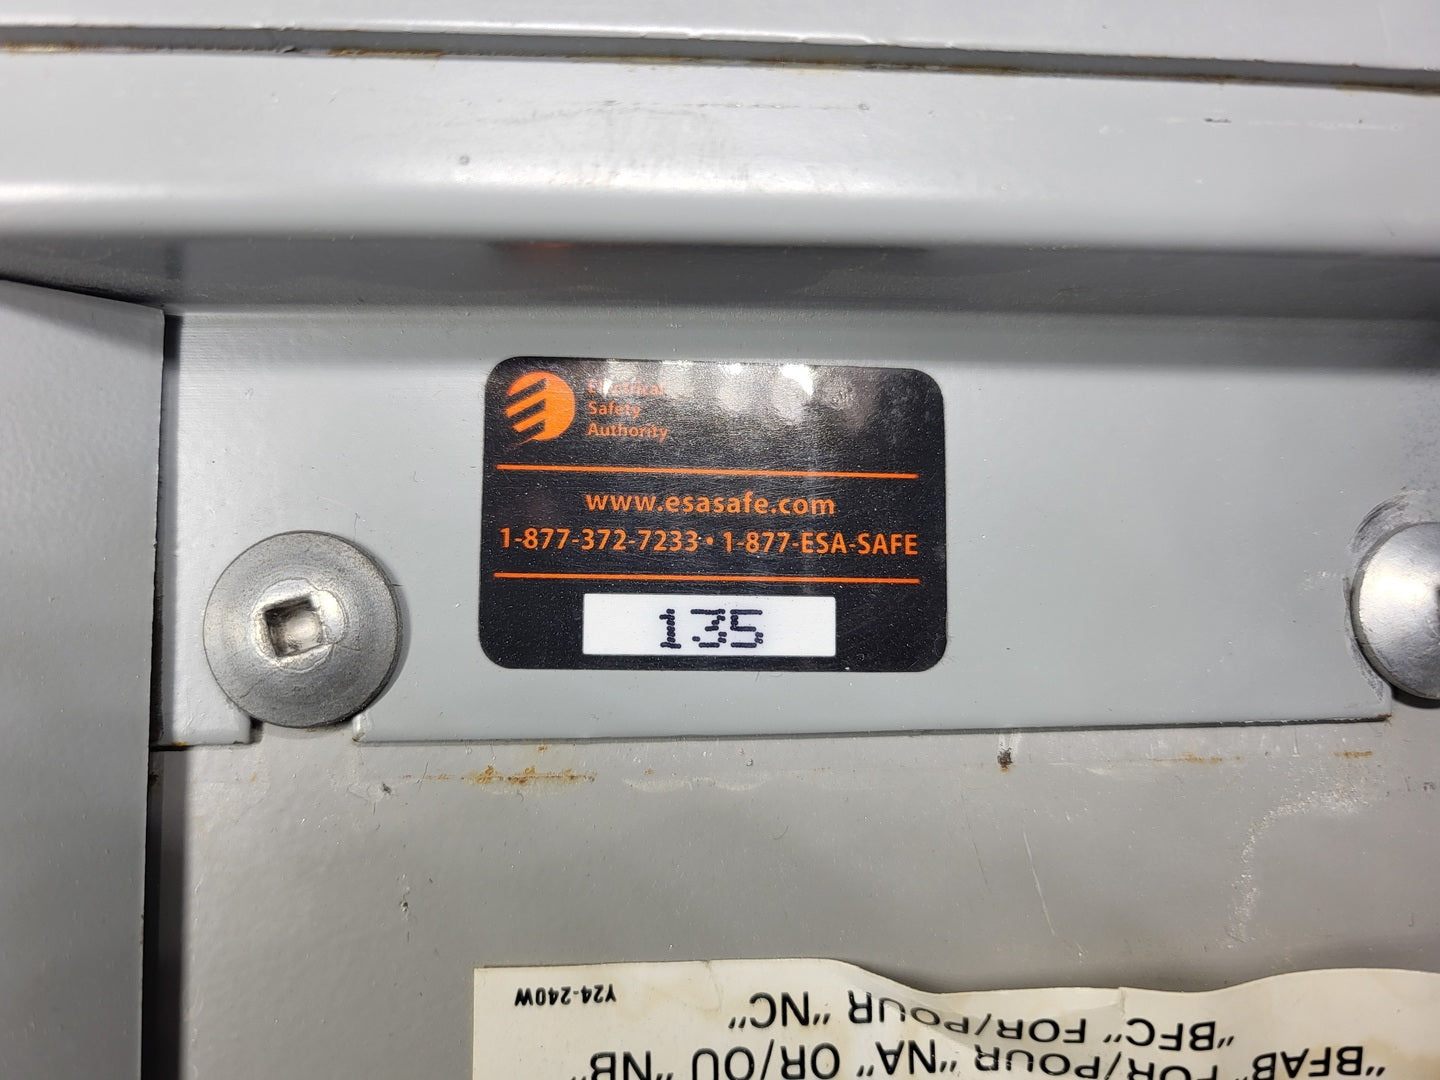 Electrical
Safety
Authority
www.esasafe.com
1-877-372-7233 • 1-877-ESA-SAFE
135
"BFAB" FOR/POUR "NA" OR/OU "NB"
"BFC" FOR/POUR "NC"
Y24-240W